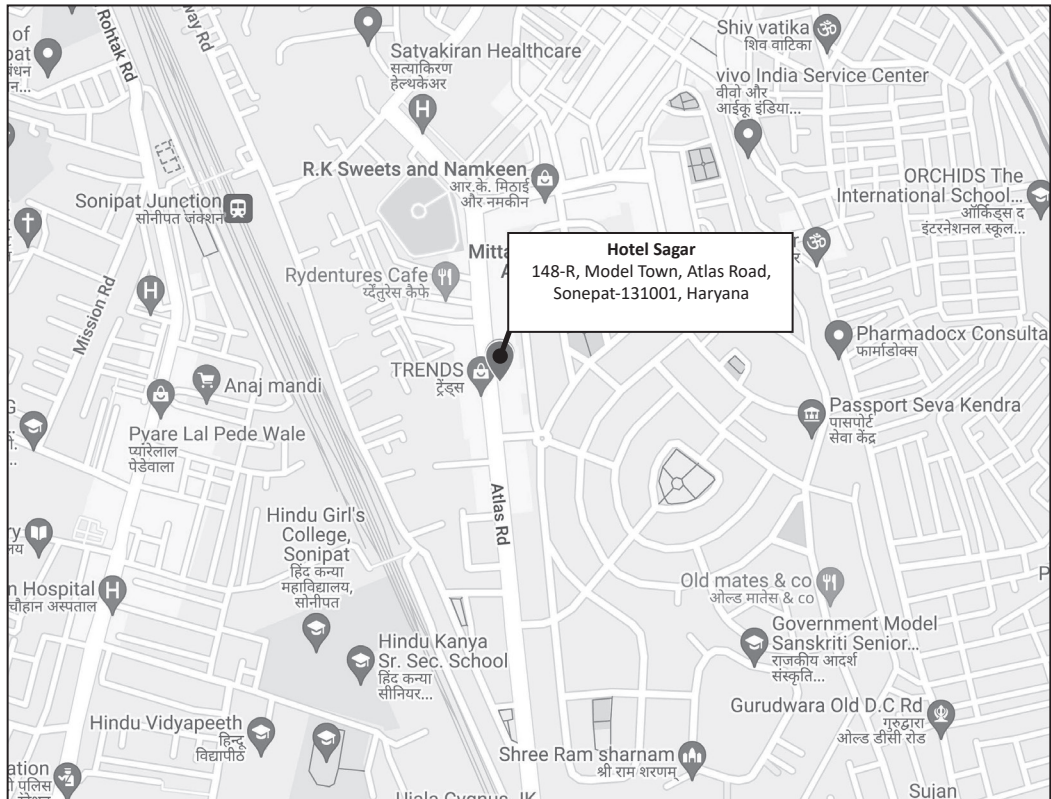 of
Rohtak Rd
Satyakiran Healthcare
सत्याकिरण
हेल्थकेअर
Shiv vatika
शिव वाटिका
vivo India Service Center
वीवो और
आईकू इंडिया...
R.K Sweets and Namkeen
आर.के. मिठाई
और नमकीन
ORCHIDS The
International School...
ऑर्किड्स द
इंटरनेशनल स्कूल...
Sonipat Junction
सोनीपत जंक्शन
Hotel Sagar
148-R, Model Town, Atlas Road,
Sonepat-131001, Haryana
Mitta
Rydentures Cafe
र्य्देंतुरेस कैफे
Mission Rd
Pharmadocx Consulta
फार्माडोक्स
TRENDS
ट्रेंड्स
Anaj mandi
Passport Seva Kendra
पासपोर्ट
सेवा केंद्र
Pyare Lal Pede Wale
प्यारेलाल
पेडेवाला
Atlas Rd
Hindu Girl's
College,
Sonipat
हिंद कन्या
महाविद्यालय,
सोनीपत
n Hospital
चौहान अस्पताल
Old mates & co
ओल्ड मातेस & co
Government Model
Sanskriti Senior...
राजकीय आदर्श
संस्कृति...
Hindu Kanya
Sr. Sec. School
हिंद कन्या
सीनियर...
Gurudwara Old D.C Rd
गुरुद्वारा
ओल्ड डीसी रोड
Hindu Vidyapeeth
हिन्दू
विद्यापीठ
Shree Ram sharnam
श्री राम शरणम्
ation
पुलिस
Sujan